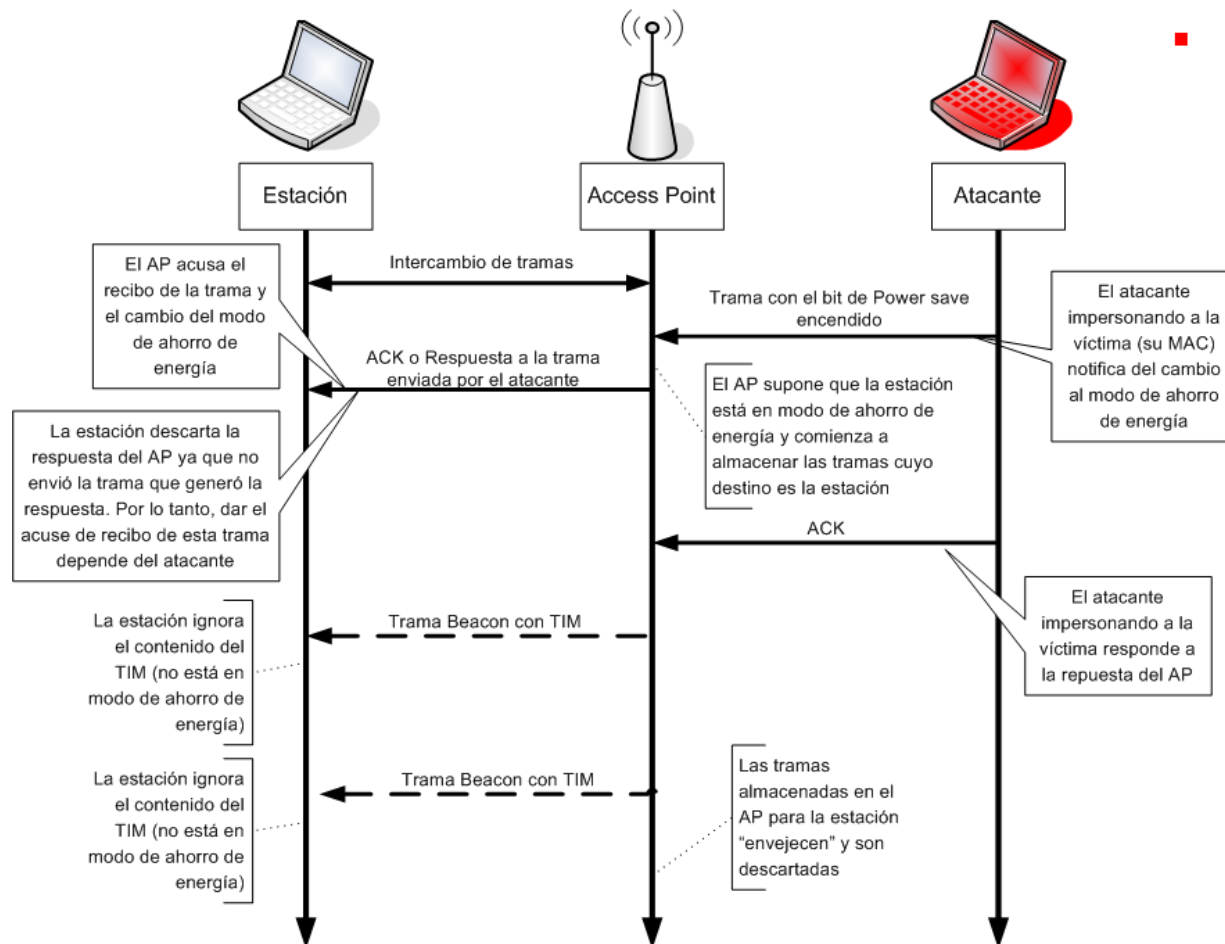 Estación
Access Point
Atacante
Intercambio de tramas
El AP acusa el
recibo de la trama y
el cambio del modo
de ahorro de
energía
Trama con el bit de Power save
encendido
El atacante
impersonando a la
víctima (su MAC)
notifica del cambio
al modo de ahorro
de energía
ACK o Respuesta a la trama
enviada por el atacante
El AP supone que la estación
está en modo de ahorro de
energía y comienza a
almacenar las tramas cuyo
destino es la estación
La estación descarta la
respuesta del AP ya que no
envió la trama que generó la
respuesta. Por lo tanto, dar el
acuse de recibo de esta trama
depende del atacante
ACK
El atacante
impersonando a la
víctima responde a
la repuesta del AP
La estación ignora
el contenido del
TIM (no está en
modo de ahorro de
energía)
Trama Beacon con TIM
La estación ignora
el contenido del
TIM (no está en
modo de ahorro de
energía)
Trama Beacon con TIM
Las tramas
almacenadas en el
AP para la estación
“envejecen” y son
descartadas